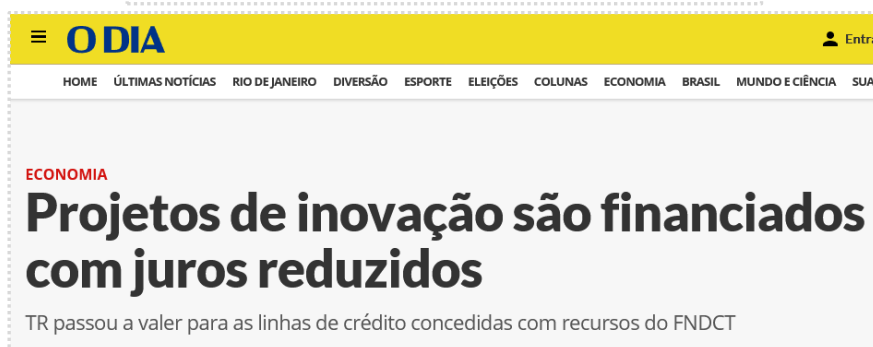 O DIA
Entra
HOME ÚLTIMAS NOTÍCIAS RIO DE JANEIRO DIVERSÃO ESPORTE ELEIÇÕES COLUNAS ECONOMIA BRASIL MUNDO E CIÊNCIA SUA
ECONOMIA
Projetos de inovação são financiados
com juros reduzidos
TR passou a valer para as linhas de crédito concedidas com recursos do FNDCT